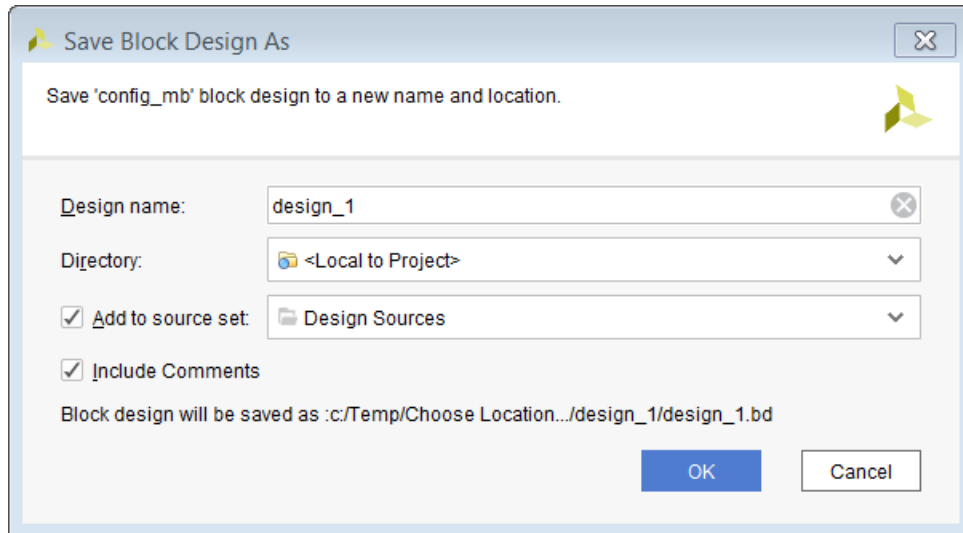 Save Block Design As
Save 'config_mb' block design to a new name and location.
Design name: design_1
Directory: <Local to Project>
Add to source set: Design Sources
Include Comments
Block design will be saved as :c:/Temp/Choose Location.../design_1/design_1.bd
OK Cancel